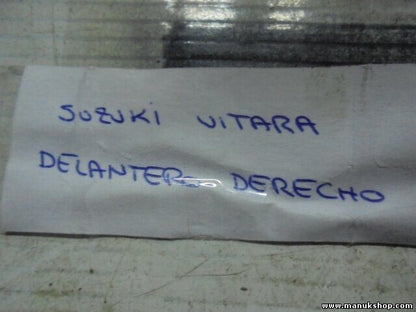 SUZUKI VITARA
DELANTERO DERECHO
www.manukshop.com